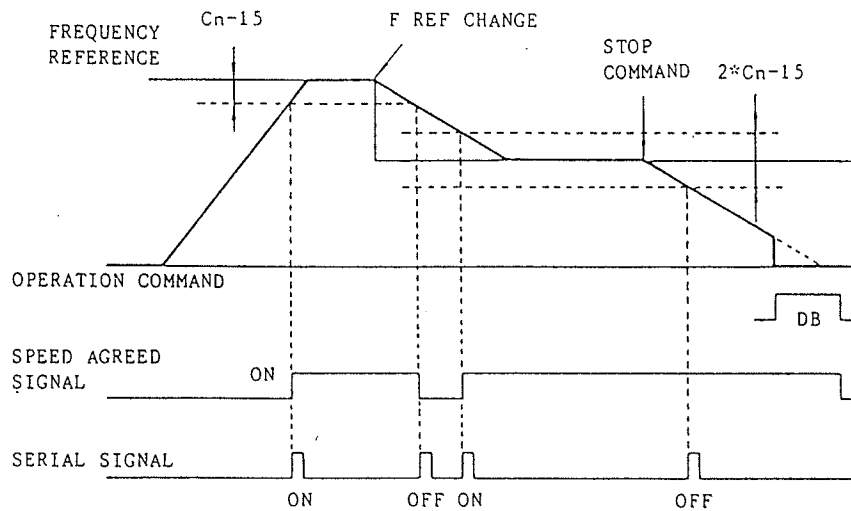 Cn-15
F REF CHANGE
FREQUENCY
REFERENCE
STOP
COMMAND
2*Cn-15
OPERATION COMMAND
DB
SPEED AGREED
SIGNAL
ON
SERIAL SIGNAL
ON
OFF
ON
OFF